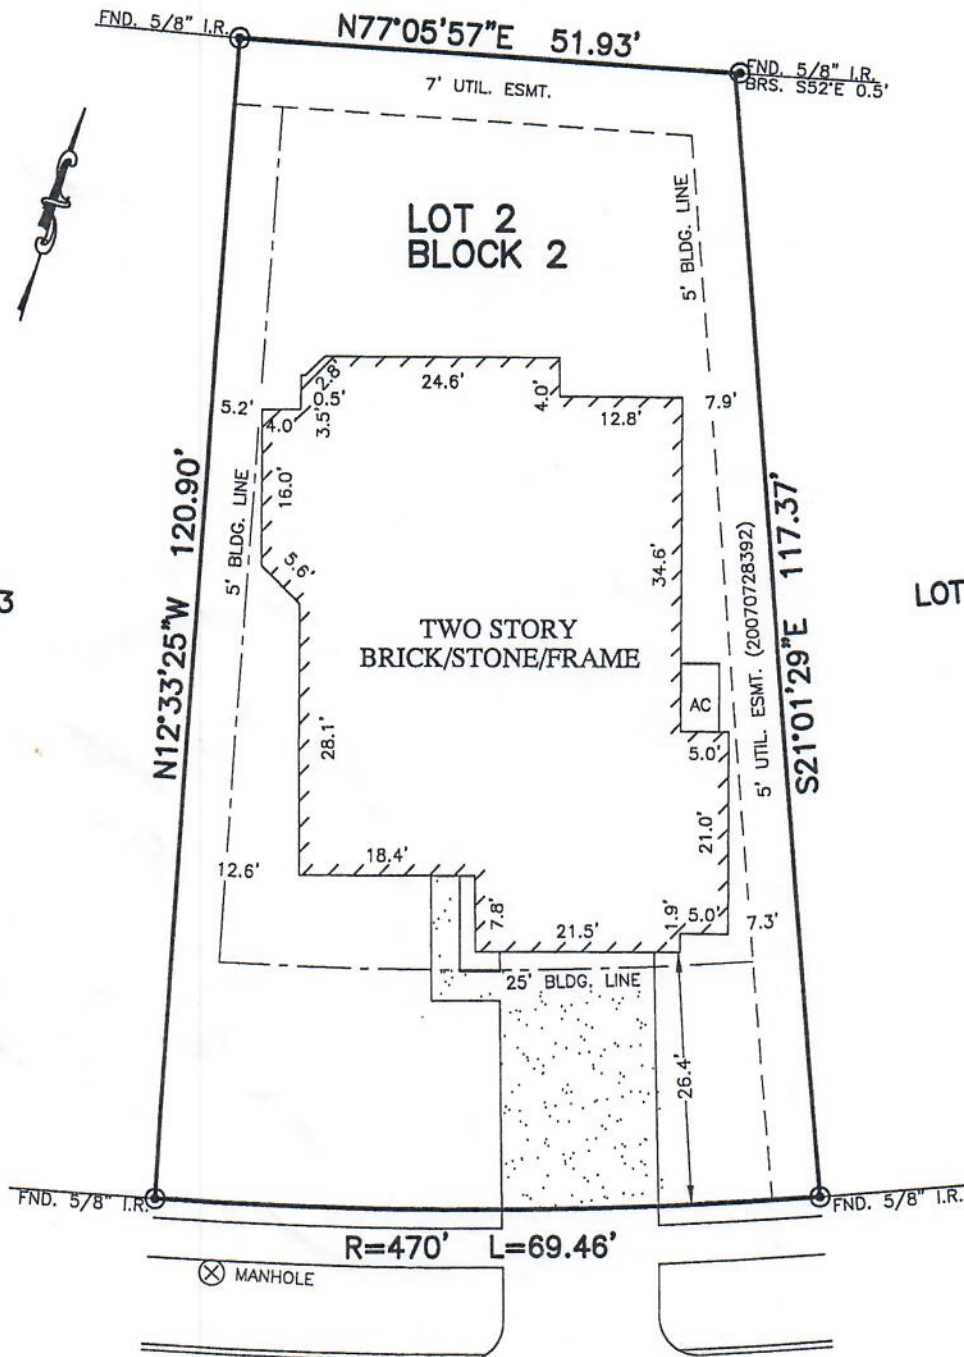 FND. 5/8" I.R.
N77°05'57"E 51.93'
FND. 5/8" I.R.
BRS. S52°E 0.5'
7' UTIL. ESMT.
5' BLDG. LINE
LOT 2
BLOCK 2
2.8'
24.6'
4.0'
0.5'
5.2'
4.0'
3.5'
12.8'
7.9'
N12°33'25"W 120.90'
5' BLDG. LINE
16.0'
5.6'
34.6'
S21°01'29"E 117.37'
5' UTIL. ESMT. (20070728392)
3
LOT
TWO STORY
BRICK/STONE/FRAME
AC
28.1'
5.0'
21.0'
18.4'
12.6'
7.8'
21.5'
1.9'
5.0'
7.3'
25' BLDG. LINE
26.4'
FND. 5/8" I.R.
FND. 5/8" I.R.
R=470' L=69.46'
MANHOLE